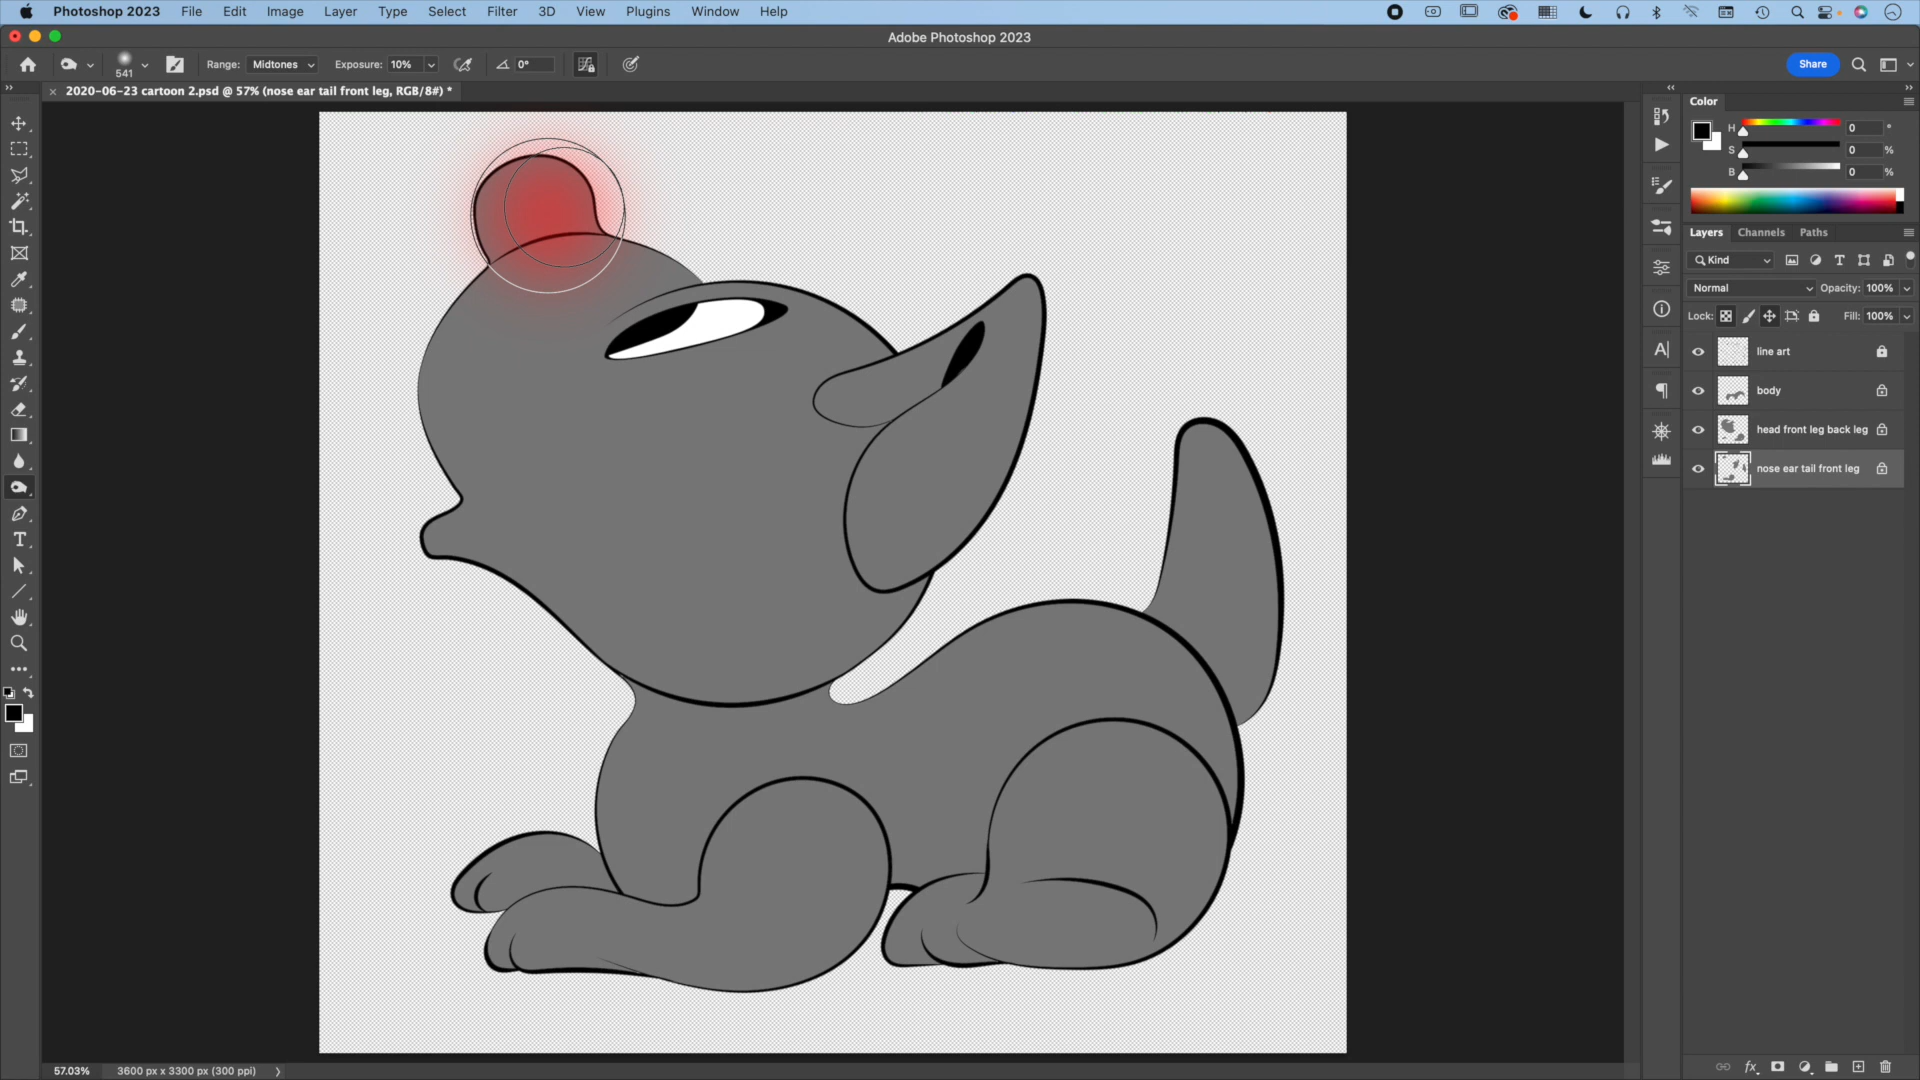 Photoshop 2023 File Edit Image Layer Type Select Filter 3D View Plugins Window Help
Adobe Photoshop 2023
541
Range: Midtones Exposure: 10% 0° Share
2020-06-23 cartoon 2.psd @ 57% (nose ear tail front leg, RGB/8#) *
Color
H 0 °
S 0 %
B 0 %
Layers Channels Paths
Kind
Normal Opacity: 100%
Lock: Fill: 100%
line art
body
head front leg back leg
nose ear tail front leg
57.03% 3600 px x 3300 px (300 ppi)